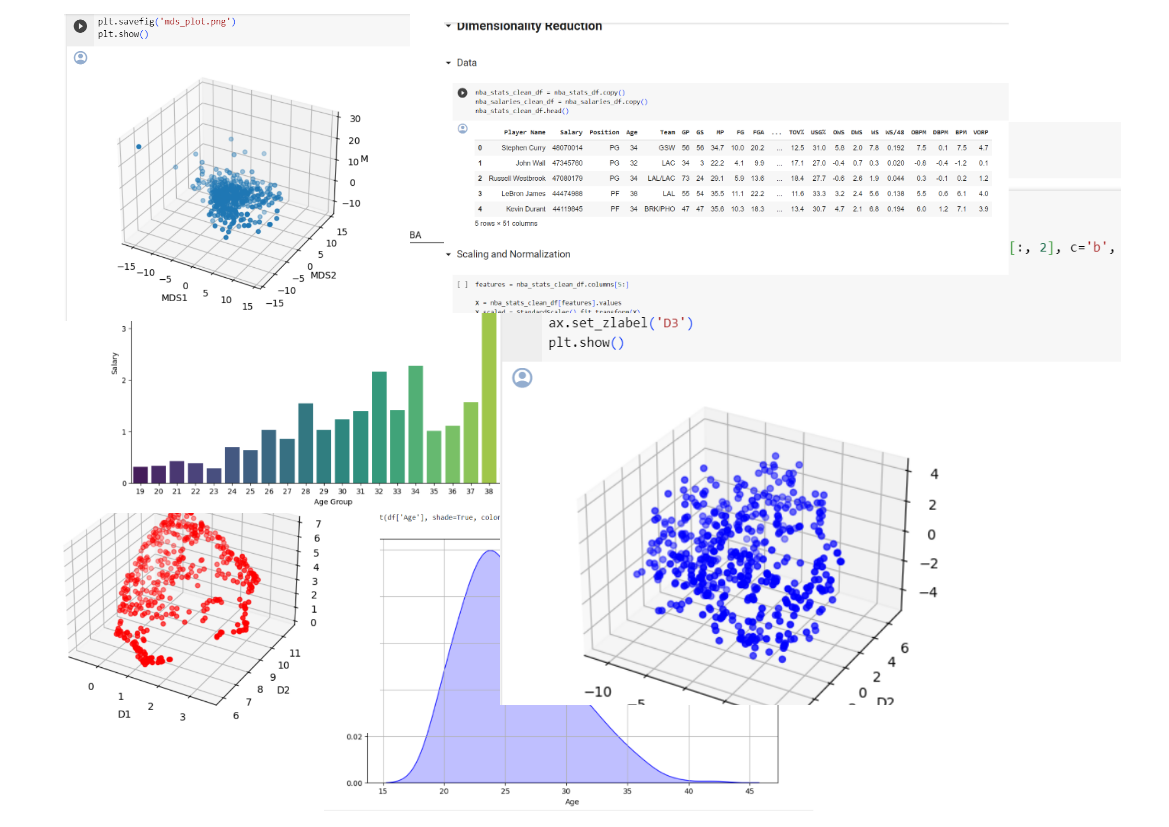 plt.savefig('mds_plot.png')
plt.show()
30
20
10 M
0
−10
15
10
5
0
−5 MDS2
−10
−15
−15 −10 −5 0 5 10 15
MDS1
Dimensionality Reduction
Data
nba_stats_clean_df = nba_stats_df.copy()
nba_salaries_clean_df = nba_salaries_df.copy()
nba_stats_clean_df.head()
Player Name Salary Position Age Team GP GS MP FG FGA ... TOV% USG% OWS DWS WS WS/48 OBPM DBPM BPM VORP
0 Stephen Curry 48070014 PG 34 GSW 56 56 34.7 10.0 20.2 ... 12.5 31.0 5.8 2.0 7.8 0.192 7.5 0.1 7.5 4.7
1 John Wall 47345760 PG 32 LAC 34 3 22.2 4.1 9.9 ... 17.1 27.0 -0.4 0.7 0.3 0.020 -0.8 -0.4 -1.2 0.1
2 Russell Westbrook 47080179 PG 34 LAL/LAC 73 24 29.1 5.9 13.6 ... 18.4 27.7 -0.6 2.6 1.9 0.044 0.3 -0.1 0.2 1.2
3 LeBron James 44474988 PF 38 LAL 55 54 35.5 11.1 22.2 ... 11.6 33.3 3.2 2.4 5.6 0.138 5.5 0.6 6.1 4.0
4 Kevin Durant 44119845 PF 34 BRK/PHO 47 47 35.6 10.3 18.3 ... 13.4 30.7 4.7 2.1 6.8 0.194 6.0 1.2 7.1 3.9
5 rows × 51 columns
BA
Scaling and Normalization
[ ] features = nba_stats_clean_df.columns[5:]
X = nba_stats_clean_df[features].values
X_scaled = StandardScaler().fit_transform(X)
[:, 2], c='b',
ax.set_zlabel('D3')
plt.show()
3
2
1
0
Salary
19 20 21 22 23 24 25 26 27 28 29 30 31 32 33 34 35 36 37 38
Age Group
7
6
5
4
3
2
1
0
11
10
9
8 D2
7
6
0 1 2 3
D1
t(df['Age'], shade=True, color
0.02
0.00
15 20 25 30 35 40 45
Age
4
2
0
−2
−4
6
4
2
0 D2
−10
−5